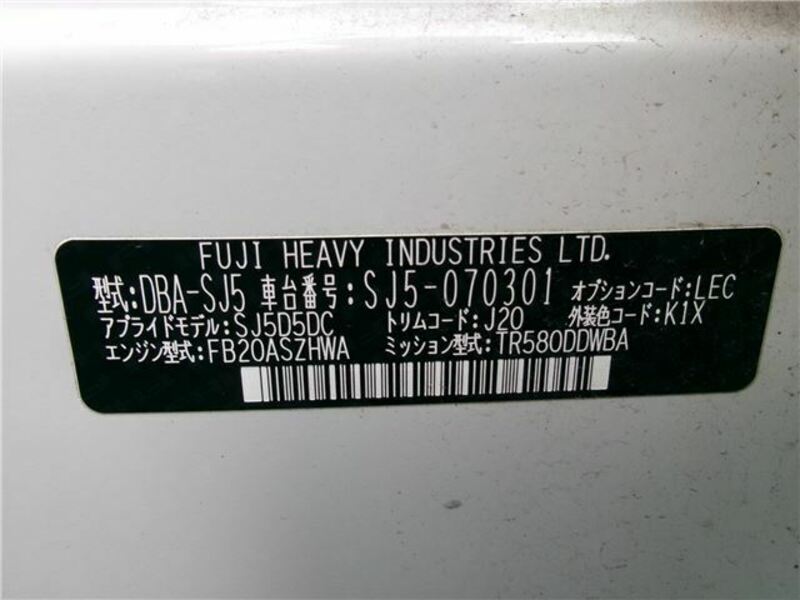 FUJI HEAVY INDUSTRIES LTD.
型式:DBA-SJ5 車台番号:SJ5-070301 オプションコード:LEC
アプライドモデル:SJ5D5DC トリムコード:J20 外装色コード:K1X
エンジン型式:FB20ASZHWA ミッション型式:TR580DDWBA